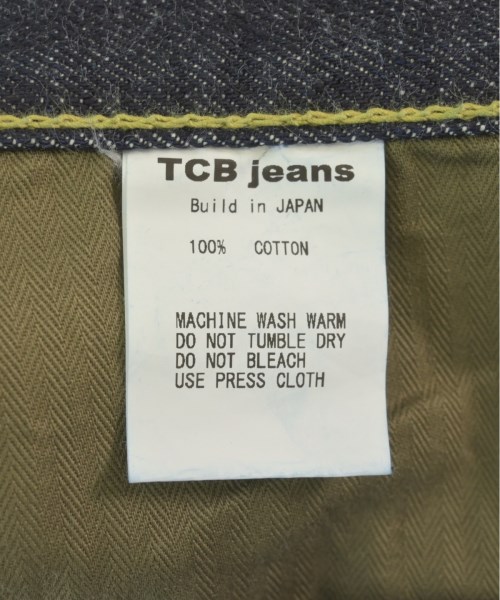 TCB jeans
Build in JAPAN
100% COTTON
MACHINE WASH WARM
DO NOT TUMBLE DRY
DO NOT BLEACH
USE PRESS CLOTH